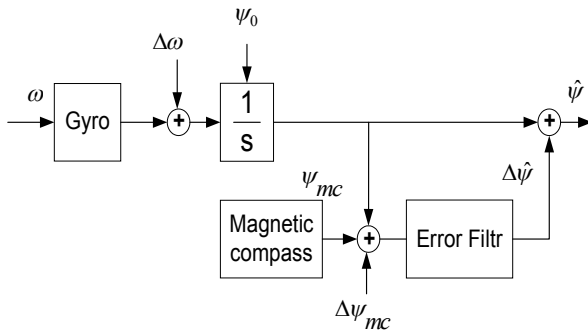 ψ₀
Δω
ω
Gyro
+
1
s
+
ψ̂
Δψ̂
ψmc
Magnetic
compass
+
Error Filtr
Δψmc